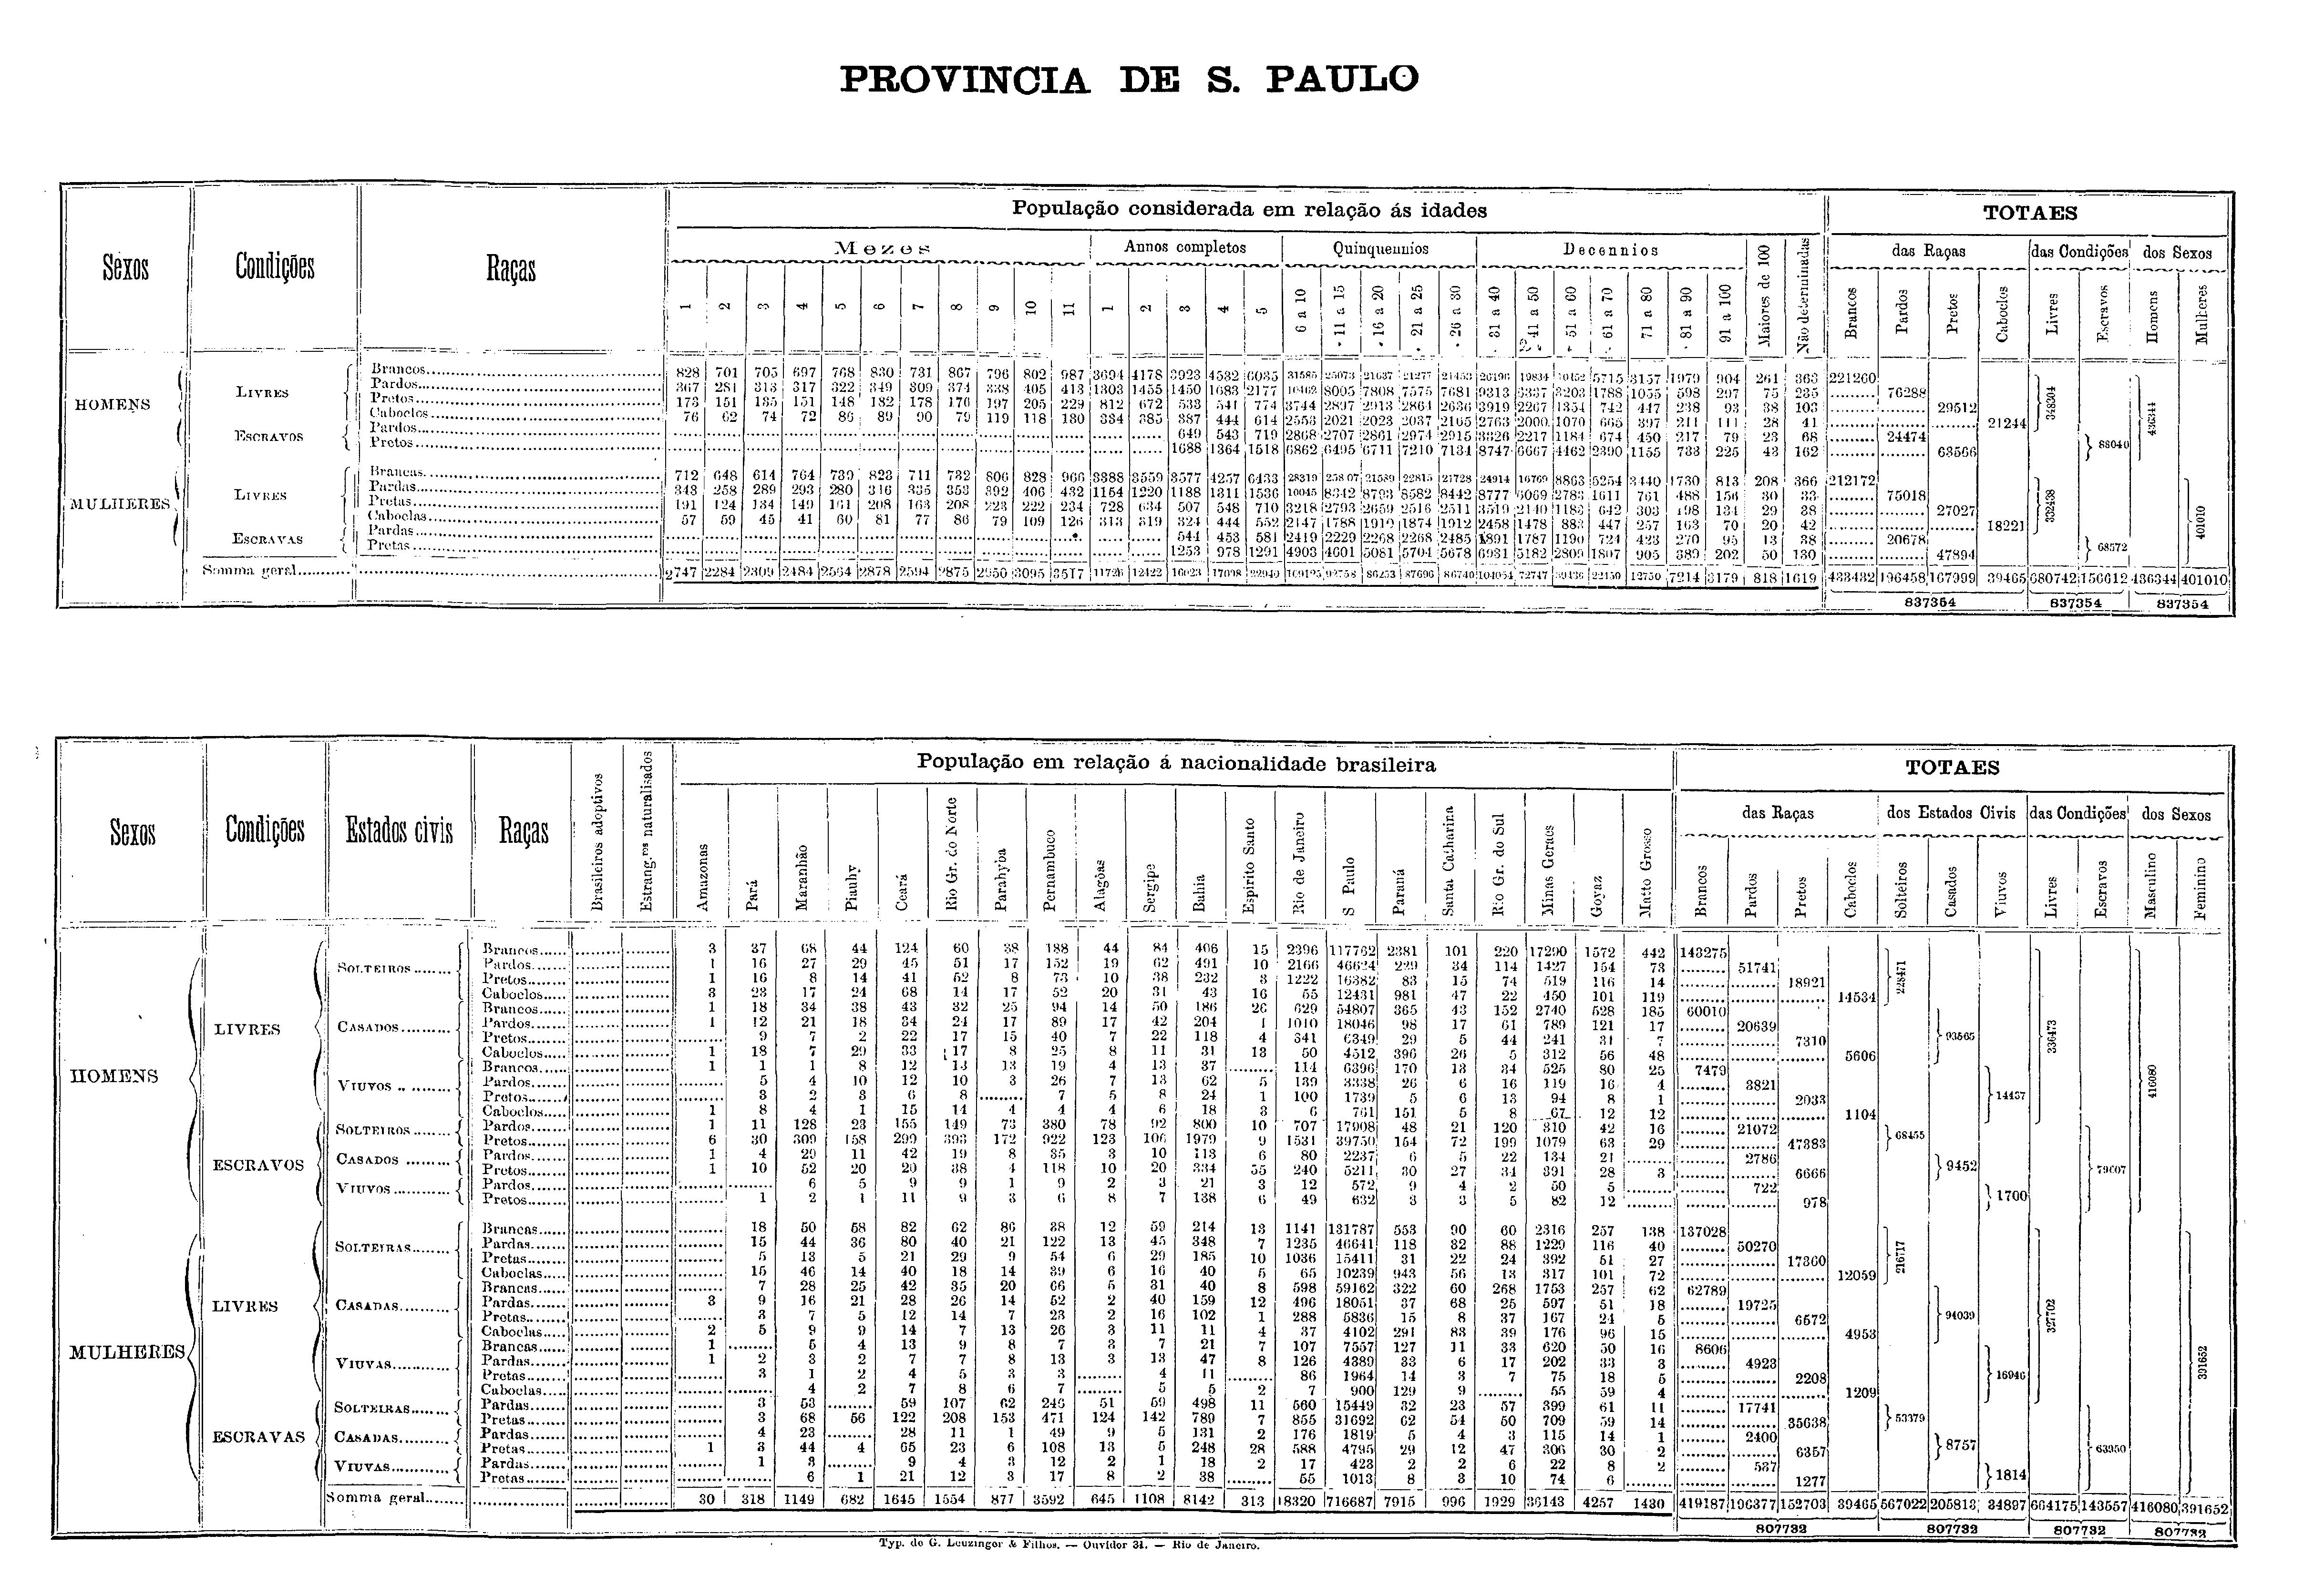 PROVINCIA DE S. PAULO
Sexos Condições Raças População considerada em relação ás idades TOTAES
Mezes Annos completos Quinquennios Decennios Maiores de 100 Não determinadas das Raças das Condições dos Sexos
1 2 3 4 5 6 7 8 9 10 11 1 2 3 4 5 6 a 10 11 a 15 16 a 20 21 a 25 26 a 30 31 a 40 41 a 50 51 a 60 61 a 70 71 a 80 81 a 90 91 a 100 Brancos Pardos Pretos Caboclos Livres Escravos Homens Mulheres
HOMENS LIVRES Brancos 828 701 705 697 768 830 731 867 796 802 987 3694 4178 3923 4532 6035 31585 25073 21637 21277 21453 5715 3157 1979 904 261 363 221260
Pardos 367 281 313 317 322 349 309 374 338 405 413 1303 1455 1450 1683 2177 8005 7808 7575 7681 9313 1788 1055 598 297 75 235 76288
Pretos 173 151 135 151 148 182 178 170 197 205 229 812 672 533 541 774 3744 2897 2913 2864 2636 3919 2267 1354 742 447 238 93 38 103 29512
Caboclos 76 62 74 72 86 89 90 79 119 118 180 334 385 387 444 614 2553 2021 2023 2037 2165 2763 2000 1070 665 397 211 111 28 41 21244 348304
ESCRAVOS Pardos 649 543 719 2868 2707 2861 2974 2915 3326 2217 1184 674 450 217 79 23 68 24474
Pretos 1688 1364 1518 6862 6495 6711 7210 7134 8747 6667 4462 2390 1155 733 225 43 162 63566 88040 436344
MULHERES LIVRES Brancas 712 648 614 764 739 823 711 782 806 828 966 3388 3559 3577 4257 6433 28319 25807 21539 22815 21728 24914 16769 8863 5254 3440 1730 813 208 366 212172
Pardas 343 258 289 293 280 316 335 353 392 406 432 1154 1220 1188 1311 1536 10045 8342 8793 8582 8442 8777 6069 2783 1611 761 488 156 30 33 75018
Pretas 191 124 134 149 161 208 163 208 223 222 234 728 634 507 548 710 3218 2793 2659 2516 2511 3519 2140 1183 642 303 198 134 29 38 27027
Caboclas 57 59 45 41 60 81 77 86 79 109 126 313 319 324 444 552 2147 1788 1919 1874 1912 2458 1478 883 447 257 163 70 20 42 18221 332438
ESCRAVAS Pardas 544 453 581 2419 2229 2268 2268 2485 1891 1787 1190 724 423 270 95 13 38 20678
Pretas 1253 978 1291 4903 4601 5081 5704 5678 6931 5182 2809 1807 905 389 202 50 130 47894 68572 401010
Somma geral 2747 2284 2309 2484 2564 2878 2594 2875 2950 3095 3517 11726 12422 16023 86253 87696 86740 104054 72747 12750 7214 3179 818 1619 433432 196458 167999 39465 680742 156612 436344 401010
837354 837354 837354
Sexos Condições Estados civis Raças Brasileiros adoptivos Estrang.ros naturalisados População em relação á nacionalidade brasileira TOTAES
das Raças dos Estados Civis das Condições dos Sexos
Amazonas Pará Maranhão Piauhy Ceará Rio Gr. do Norte Parahyba Pernambuco Alagôas Sergipe Bahia Espirito Santo Rio de Janeiro S Paulo Paraná Santa Catharina Rio Gr. do Sul Minas Geraes Goyaz Matto Grosso Brancos Pardos Pretos Caboclos Solteiros Casados Viuvos Livres Escravos Masculino Feminino
HOMENS LIVRES SOLTEIROS Brancos 3 37 68 44 124 60 38 188 44 84 406 15 2396 117762 2381 101 220 17290 1572 442 143275
Pardos 1 16 27 29 45 51 17 152 19 62 491 10 2166 46624 229 34 114 1427 154 73 51741
Pretos 1 16 8 14 41 52 8 73 10 38 232 3 1222 16382 83 15 74 519 116 14 18921
Caboclos 3 23 17 24 68 14 17 52 20 31 43 16 55 12431 981 47 22 450 101 119 14534 228471
CASADOS Brancos 1 18 34 38 43 32 25 94 14 50 186 26 629 54807 365 43 152 2740 528 185 60010
Pardos 1 12 21 18 34 24 17 89 17 42 204 1 1010 18046 98 17 61 789 121 17 20639
Pretos 9 7 2 22 17 15 40 7 22 118 4 341 6349 29 5 44 241 31 7 7310
Caboclos 1 18 7 29 33 17 8 25 8 11 31 13 50 4512 396 26 5 312 56 48 5606 93565
VIUVOS Brancos 1 1 1 8 12 13 13 19 4 13 37 114 6396 170 13 34 525 80 25 7479
Pardos 5 4 10 12 10 3 26 7 13 62 5 139 3338 26 6 16 119 16 4 3821
Pretos 3 2 3 6 8 7 5 8 24 1 100 1739 5 6 13 94 8 1 2033
Caboclos 1 8 4 1 15 14 4 4 4 6 18 3 6 761 151 5 8 67 12 12 1104 14437 336473
ESCRAVOS SOLTEIROS Pardos 1 11 128 23 155 149 73 380 78 92 800 10 707 17908 48 21 120 310 42 16 21072
Pretos 6 30 309 158 299 393 172 922 123 106 1979 9 1531 39750 154 72 199 1079 63 29 47383 68455
CASADOS Pardos 1 4 29 11 42 19 8 35 3 10 113 6 80 2237 6 5 22 134 21 2786
Pretos 1 10 52 20 20 38 4 118 10 20 334 55 240 5211 30 27 34 391 28 3 6666 9452
VIUVOS Pardos 6 5 9 9 1 9 2 3 21 3 12 572 9 4 2 50 5 722
Pretos 1 2 1 11 9 3 6 8 7 138 6 49 632 3 3 5 82 12 978 1700 79607 416080
MULHERES LIVRES SOLTEIRAS Brancas 18 50 58 82 62 86 38 12 59 214 13 1141 131787 553 90 60 2316 257 138 137028
Pardas 15 44 36 80 40 21 122 13 45 348 7 1235 46641 118 32 88 1229 116 40 50270
Pretas 5 13 5 21 29 9 54 6 29 185 10 1036 15411 31 22 24 392 51 27 17360
Caboclas 15 46 14 40 18 14 39 6 16 40 5 65 10239 943 56 13 317 101 72 12059 216717
CASADAS Brancas 7 28 25 42 35 20 66 5 31 40 8 598 59162 322 60 268 1753 257 62 62789
Pardas 3 9 16 21 28 26 14 52 2 40 159 12 496 18051 37 68 25 597 51 18 19725
Pretas 3 7 5 12 14 7 23 2 16 102 1 288 5836 15 8 37 167 24 5 6572
Caboclas 2 5 9 9 14 7 13 26 3 11 11 4 37 4102 291 83 39 176 96 15 4953 94039
VIUVAS Brancas 1 5 4 13 9 8 7 3 7 21 7 107 7557 127 11 33 620 50 16 8606
Pardas 1 2 3 2 7 7 8 13 3 13 47 8 126 4389 33 6 17 202 33 3 4923
Pretas 3 1 2 4 5 3 3 4 11 86 1964 14 3 7 75 18 5 2208
Caboclas 4 2 7 8 6 7 5 5 2 7 900 129 9 55 59 4 1209 16946 327702
ESCRAVAS SOLTEIRAS Pardas 3 53 59 107 62 246 51 59 498 11 560 15449 32 23 57 399 61 11 17741
Pretas 3 68 56 122 208 153 471 124 142 789 7 855 31692 62 54 50 709 59 14 35638 53379
CASADAS Pardas 4 23 28 11 1 49 9 5 131 2 176 1819 5 4 3 115 14 1 2400
Pretas 1 3 44 4 65 23 6 108 13 5 248 28 588 4795 29 12 47 306 30 2 6357 8757
VIUVAS Pardas 1 3 9 4 3 12 2 1 18 2 17 423 2 2 6 22 8 2 537
Pretas 6 1 21 12 3 17 8 2 38 55 1013 8 3 10 74 6 1277 1814 63950 391652
Somma geral 30 318 1149 682 1645 1554 877 3592 645 1108 8142 313 18320 716687 7915 996 1929 36143 4257 1430 419187 196377 152703 39465 567022 205813 34897 664175 143557 416080 391652
807732 807732 807732 807732
Typ. de G. Leuzinger & Filhos. — Ouvidor 31. — Rio de Janeiro.